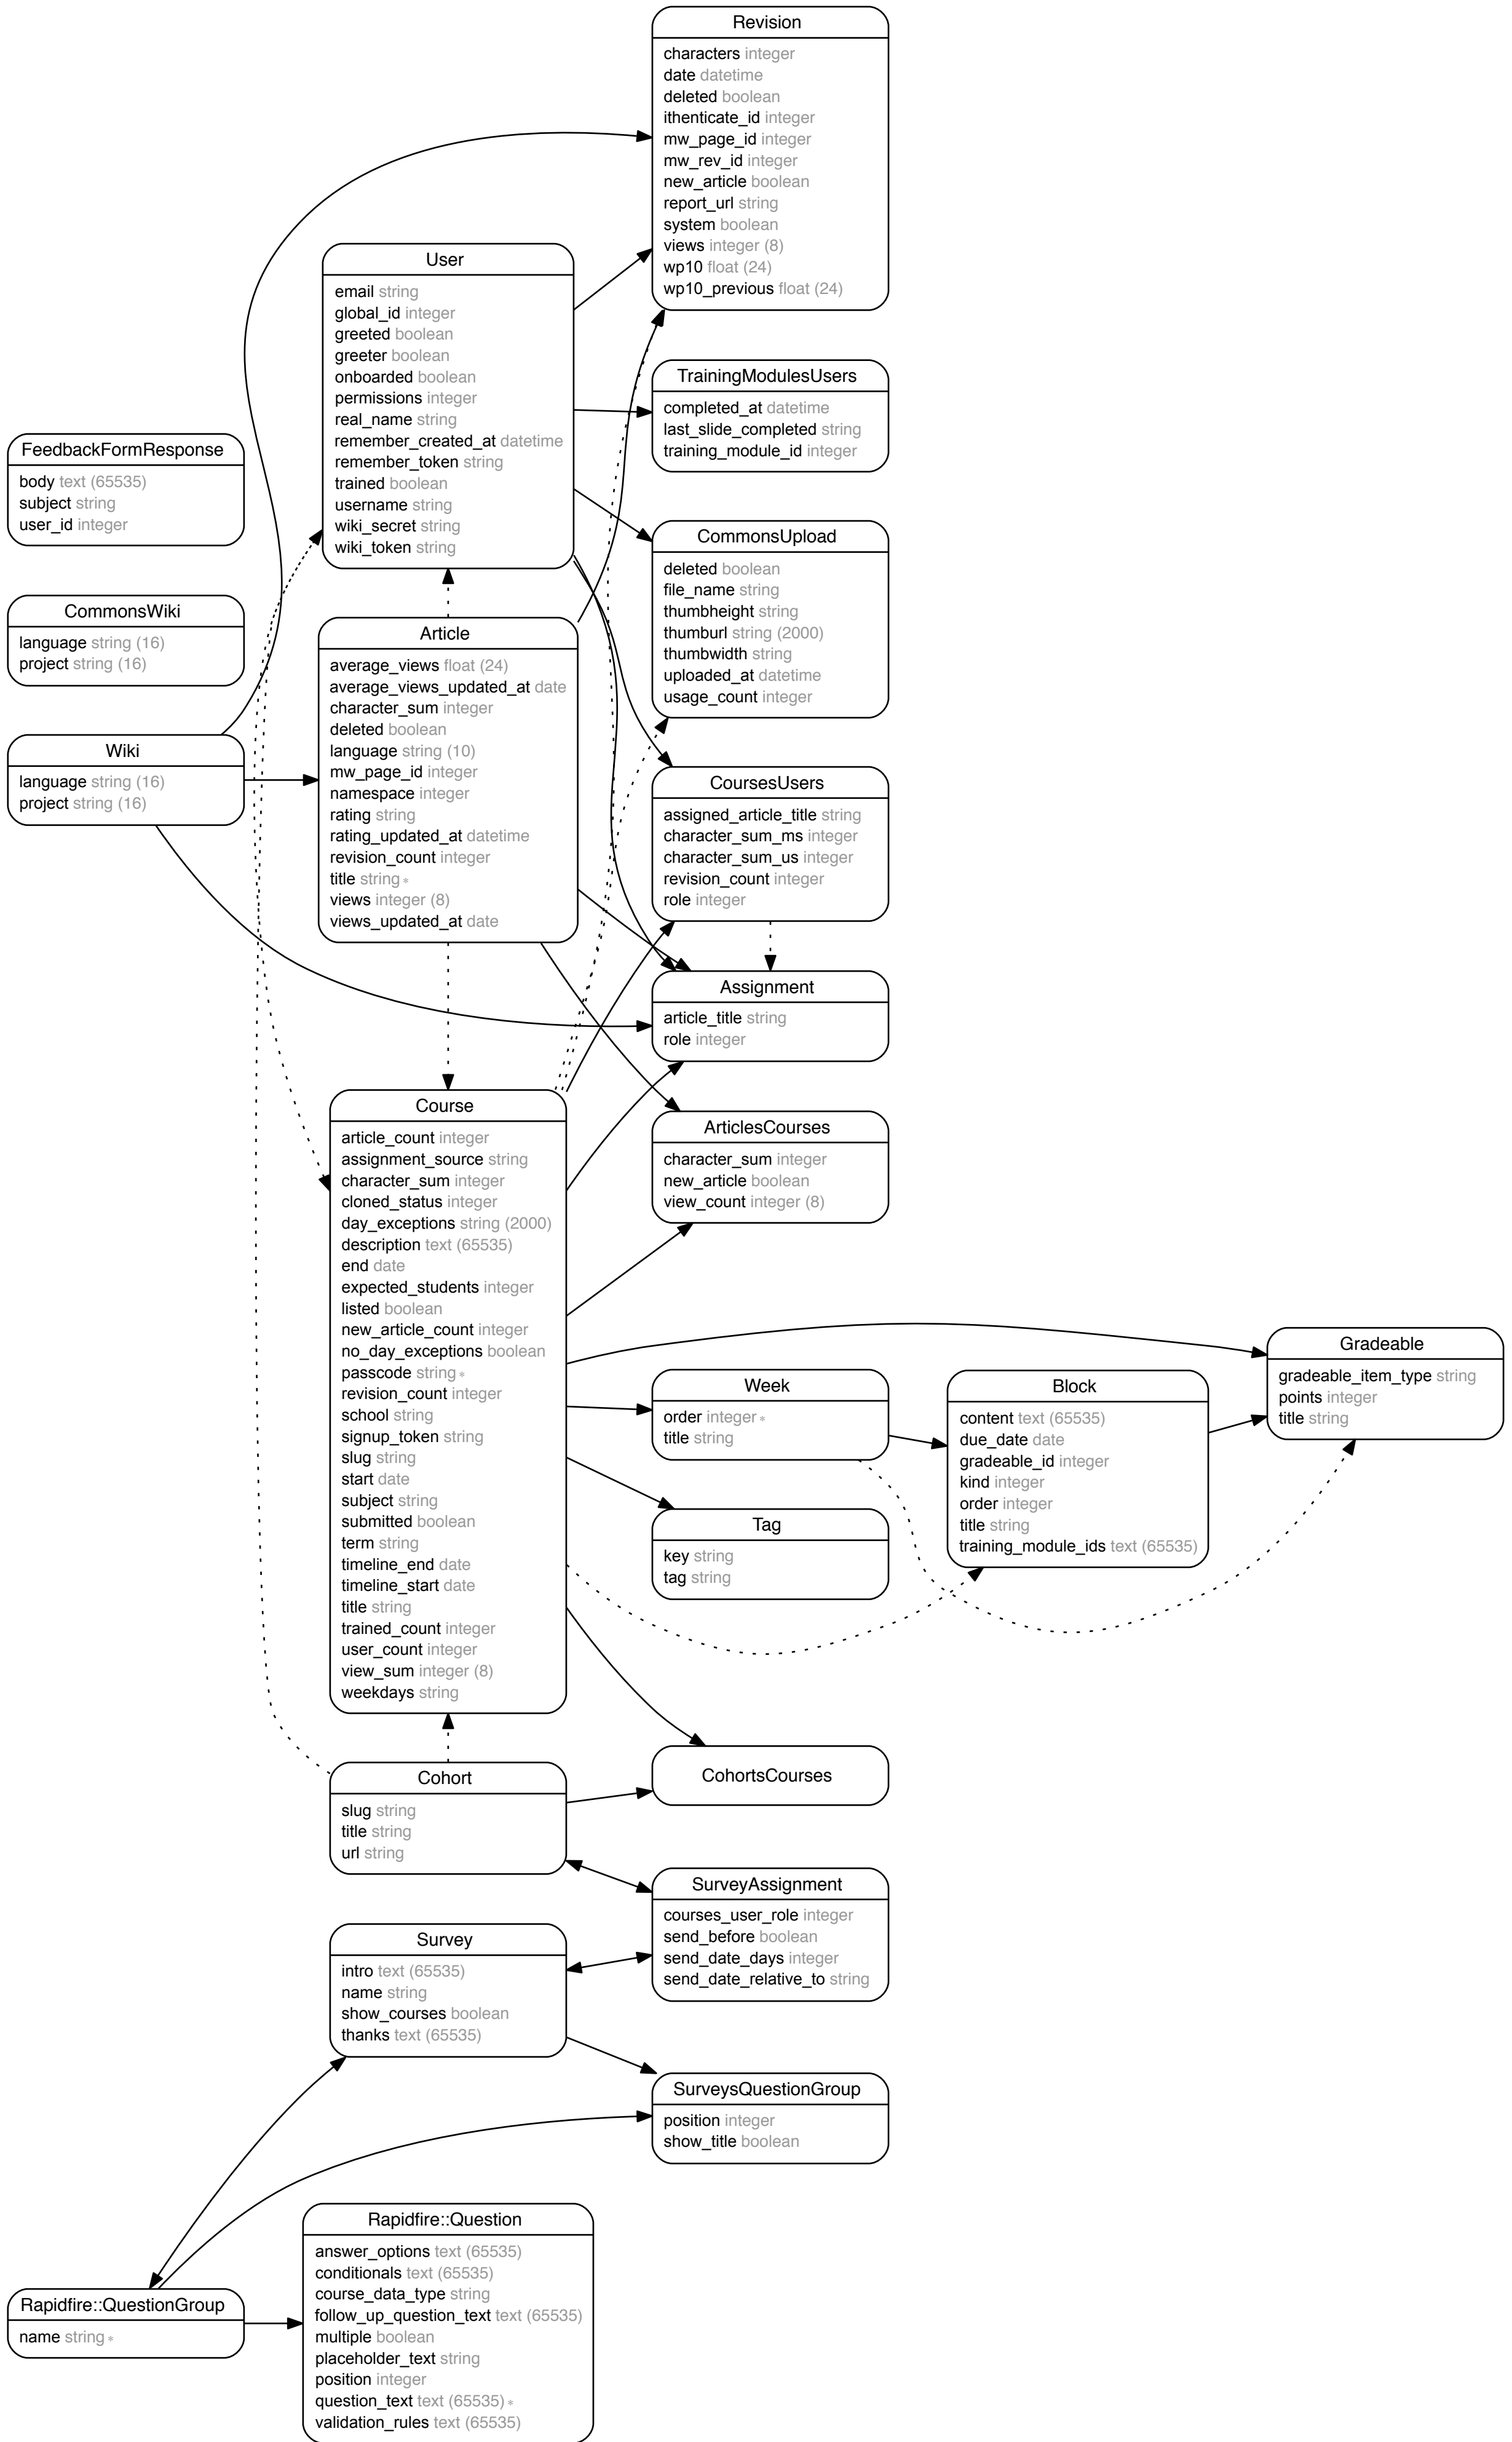 Revision
characters integer
date datetime
deleted boolean
ithenticate_id integer
mw_page_id integer
mw_rev_id integer
new_article boolean
report_url string
system boolean
views integer (8)
wp10 float (24)
wp10_previous float (24)
User
email string
global_id integer
greeted boolean
greeter boolean
onboarded boolean
permissions integer
real_name string
remember_created_at datetime
remember_token string
trained boolean
username string
wiki_secret string
wiki_token string
TrainingModulesUsers
completed_at datetime
last_slide_completed string
training_module_id integer
FeedbackFormResponse
body text (65535)
subject string
user_id integer
CommonsUpload
deleted boolean
file_name string
thumbheight string
thumburl string (2000)
thumbwidth string
uploaded_at datetime
usage_count integer
CommonsWiki
language string (16)
project string (16)
Article
average_views float (24)
average_views_updated_at date
character_sum integer
deleted boolean
language string (10)
mw_page_id integer
namespace integer
rating string
rating_updated_at datetime
revision_count integer
title string *
views integer (8)
views_updated_at date
Wiki
language string (16)
project string (16)
CoursesUsers
assigned_article_title string
character_sum_ms integer
character_sum_us integer
revision_count integer
role integer
Assignment
article_title string
role integer
Course
article_count integer
assignment_source string
character_sum integer
cloned_status integer
day_exceptions string (2000)
description text (65535)
end date
expected_students integer
listed boolean
new_article_count integer
no_day_exceptions boolean
passcode string *
revision_count integer
school string
signup_token string
slug string
start date
subject string
submitted boolean
term string
timeline_end date
timeline_start date
title string
trained_count integer
user_count integer
view_sum integer (8)
weekdays string
ArticlesCourses
character_sum integer
new_article boolean
view_count integer (8)
Gradeable
gradeable_item_type string
points integer
title string
Week
order integer *
title string
Block
content text (65535)
due_date date
gradeable_id integer
kind integer
order integer
title string
training_module_ids text (65535)
Tag
key string
tag string
CohortsCourses
Cohort
slug string
title string
url string
SurveyAssignment
courses_user_role integer
send_before boolean
send_date_days integer
send_date_relative_to string
Survey
intro text (65535)
name string
show_courses boolean
thanks text (65535)
SurveysQuestionGroup
position integer
show_title boolean
Rapidfire::Question
answer_options text (65535)
conditionals text (65535)
course_data_type string
follow_up_question_text text (65535)
multiple boolean
placeholder_text string
position integer
question_text text (65535) *
validation_rules text (65535)
Rapidfire::QuestionGroup
name string *